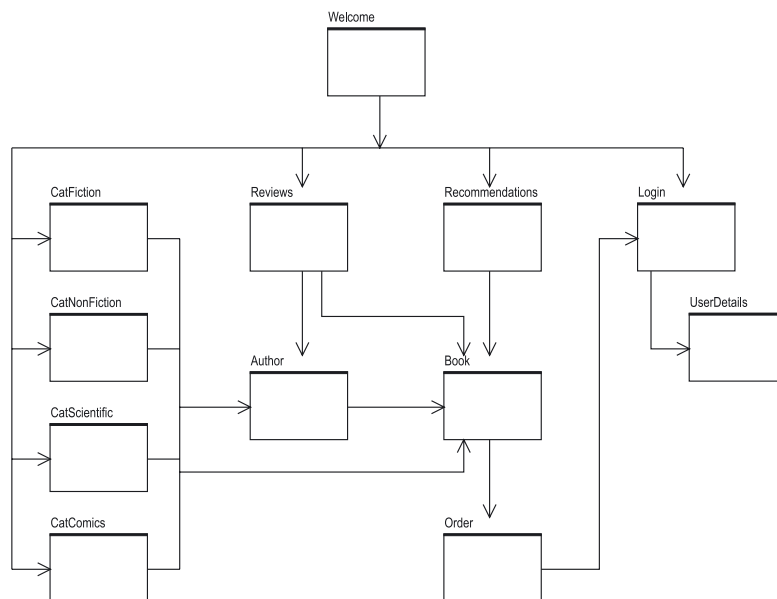 Welcome
CatFiction
Reviews
Recommendations
Login
CatNonFiction
UserDetails
Author
Book
CatScientific
CatComics
Order